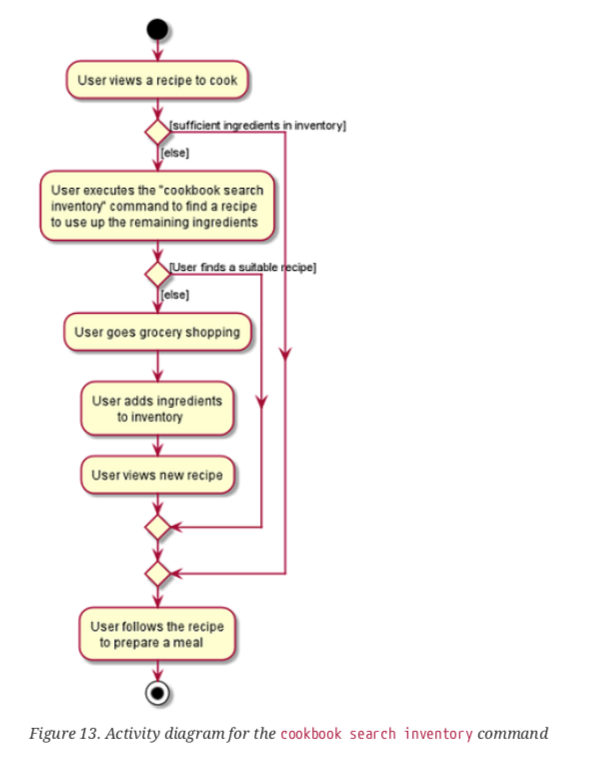 User views a recipe to cook
[sufficient ingredients in inventory]
[else]
User executes the "cookbook search
inventory" command to find a recipe
to use up the remaining ingredients
[User finds a suitable recipe]
[else]
User goes grocery shopping
User adds ingredients
to inventory
User views new recipe
User follows the recipe
to prepare a meal
Figure 13. Activity diagram for the cookbook search inventory command